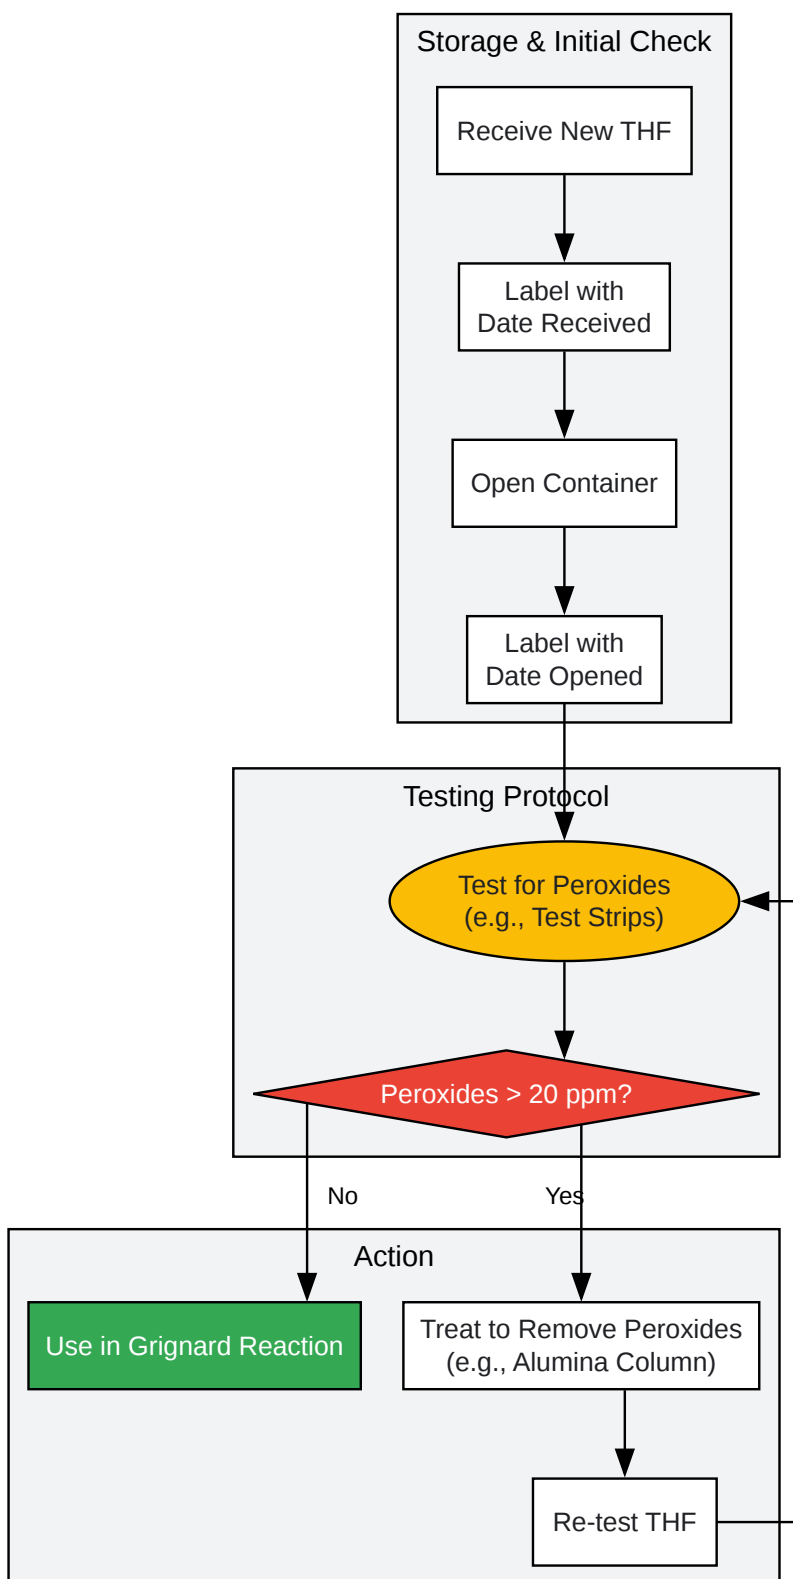 Storage & Initial Check
Receive New THF
Label with
Date Received
Open Container
Label with
Date Opened
Testing Protocol
Test for Peroxides
(e.g., Test Strips)
Peroxides > 20 ppm?
No
Yes
Action
Use in Grignard Reaction
Treat to Remove Peroxides
(e.g., Alumina Column)
Re-test THF